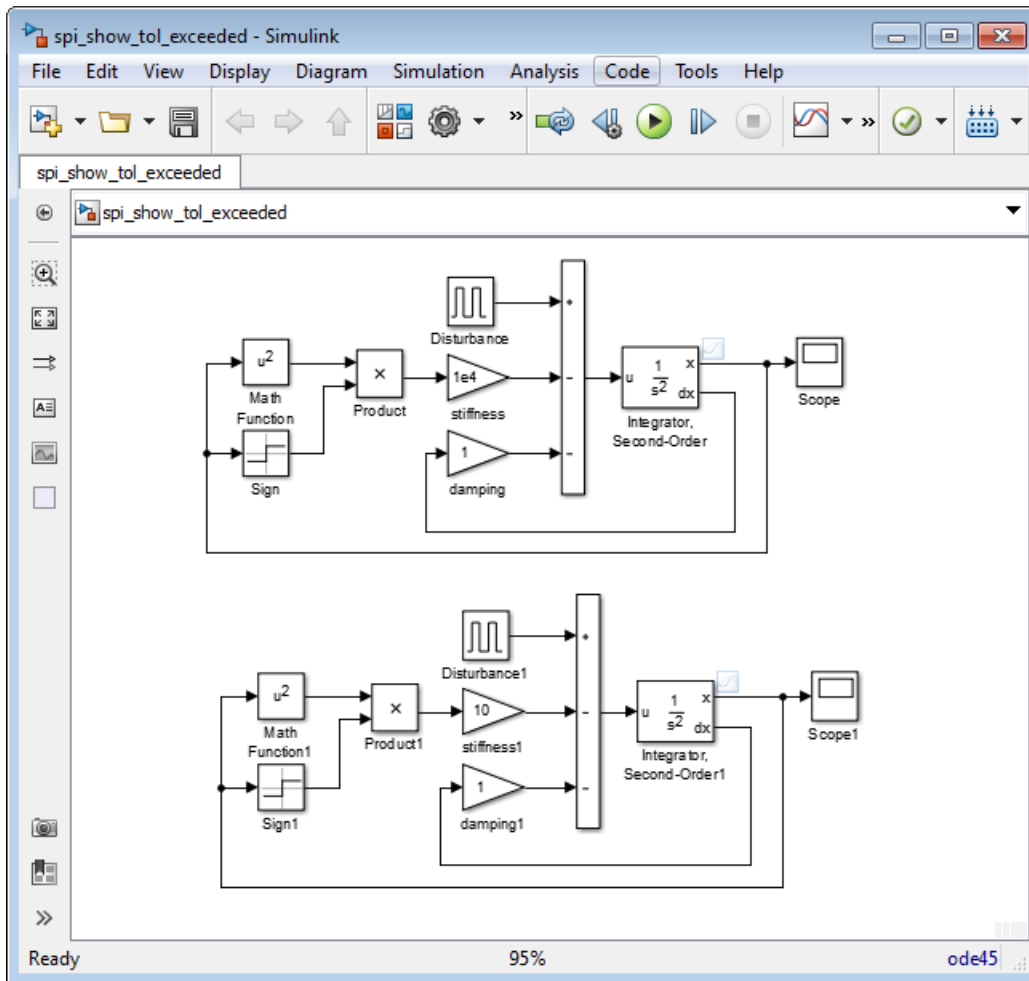 spi_show_tol_exceeded - Simulink
File Edit View Display Diagram Simulation Analysis Code Tools Help
» »
spi_show_tol_exceeded
spi_show_tol_exceeded
Disturbance
+
u²
Math
Function
×
Product
1e4
stiffness
-
u
1
s²
x
dx
Integrator,
Second-Order
Scope
Sign
1
damping
-
Disturbance1
+
u²
Math
Function1
×
Product1
10
stiffness1
-
u
1
s²
x
dx
Integrator,
Second-Order1
Scope1
Sign1
1
damping1
-
A
»
Ready 95% ode45